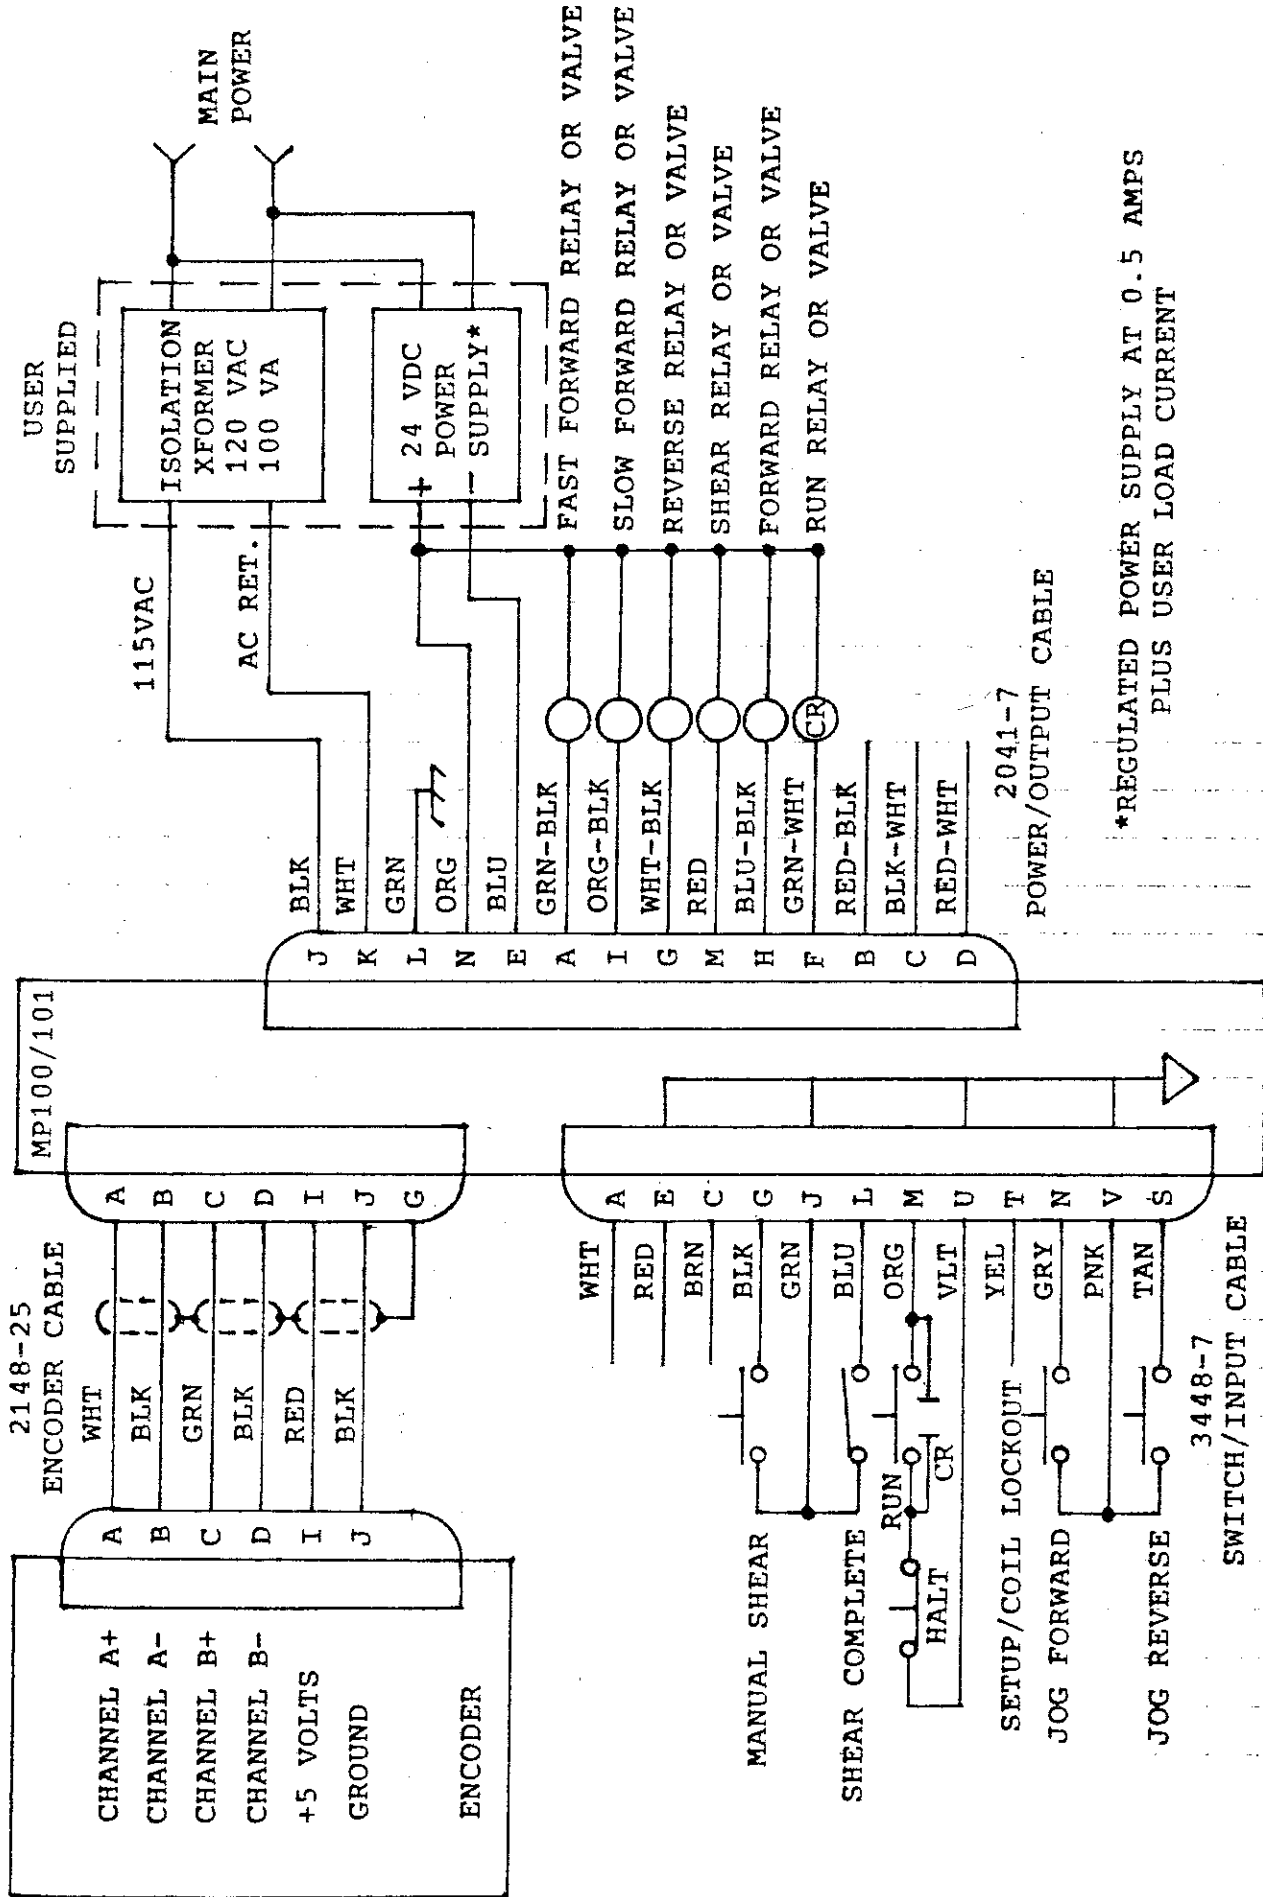 2148-25
ENCODER CABLE
MP100/101
USER
SUPPLIED
MAIN
POWER
ISOLATION
XFORMER
120 VAC
100 VA
24 VDC
POWER
SUPPLY*
+
-
115VAC
AC RET.
CHANNEL A+
CHANNEL A-
CHANNEL B+
CHANNEL B-
+5 VOLTS
GROUND
ENCODER
A
B
C
D
I
J
WHT
BLK
GRN
BLK
RED
BLK
A
B
C
D
I
J
G
J BLK
K WHT
L GRN
N ORG
E BLU
A GRN-BLK
I ORG-BLK
G WHT-BLK
M RED
H BLU-BLK
F GRN-WHT
B RED-BLK
C BLK-WHT
D RED-WHT
CR
FAST FORWARD RELAY OR VALVE
SLOW FORWARD RELAY OR VALVE
REVERSE RELAY OR VALVE
SHEAR RELAY OR VALVE
FORWARD RELAY OR VALVE
RUN RELAY OR VALVE
2041-7
POWER/OUTPUT CABLE
WHT A
RED E
BRN C
BLK G
GRN J
BLU L
ORG M
VLT U
YEL T
GRY N
PNK V
TAN S
MANUAL SHEAR
SHEAR COMPLETE
RUN
CR
HALT
SETUP/COIL LOCKOUT
JOG FORWARD
JOG REVERSE
3448-7
SWITCH/INPUT CABLE
*REGULATED POWER SUPPLY AT 0.5 AMPS
PLUS USER LOAD CURRENT